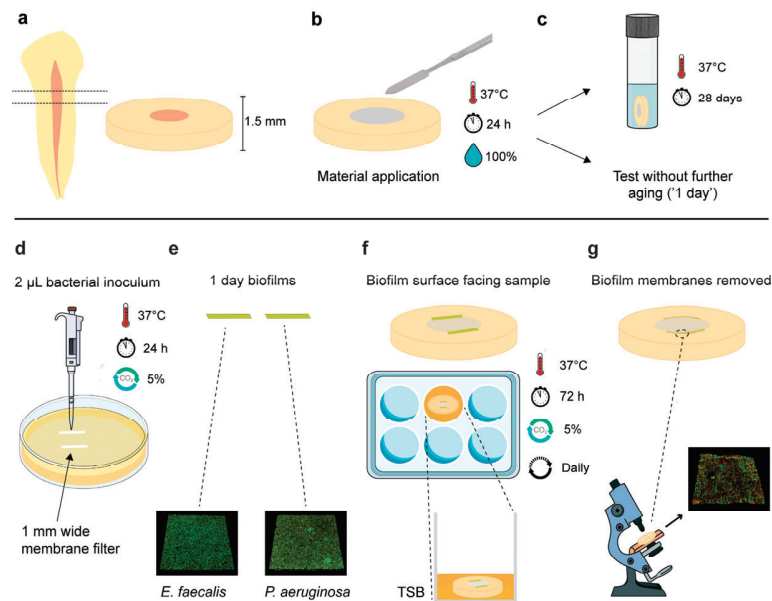 a
1.5 mm
b
37°C
24 h
100%
Material application
c
37°C
28 days
Test without further
aging ('1 day')
d
2 µL bacterial inoculum
37°C
24 h
CO₂ 5%
1 mm wide
membrane filter
e
1 day biofilms
E. faecalis
P. aeruginosa
f
Biofilm surface facing sample
37°C
72 h
CO₂ 5%
Daily
TSB
g
Biofilm membranes removed